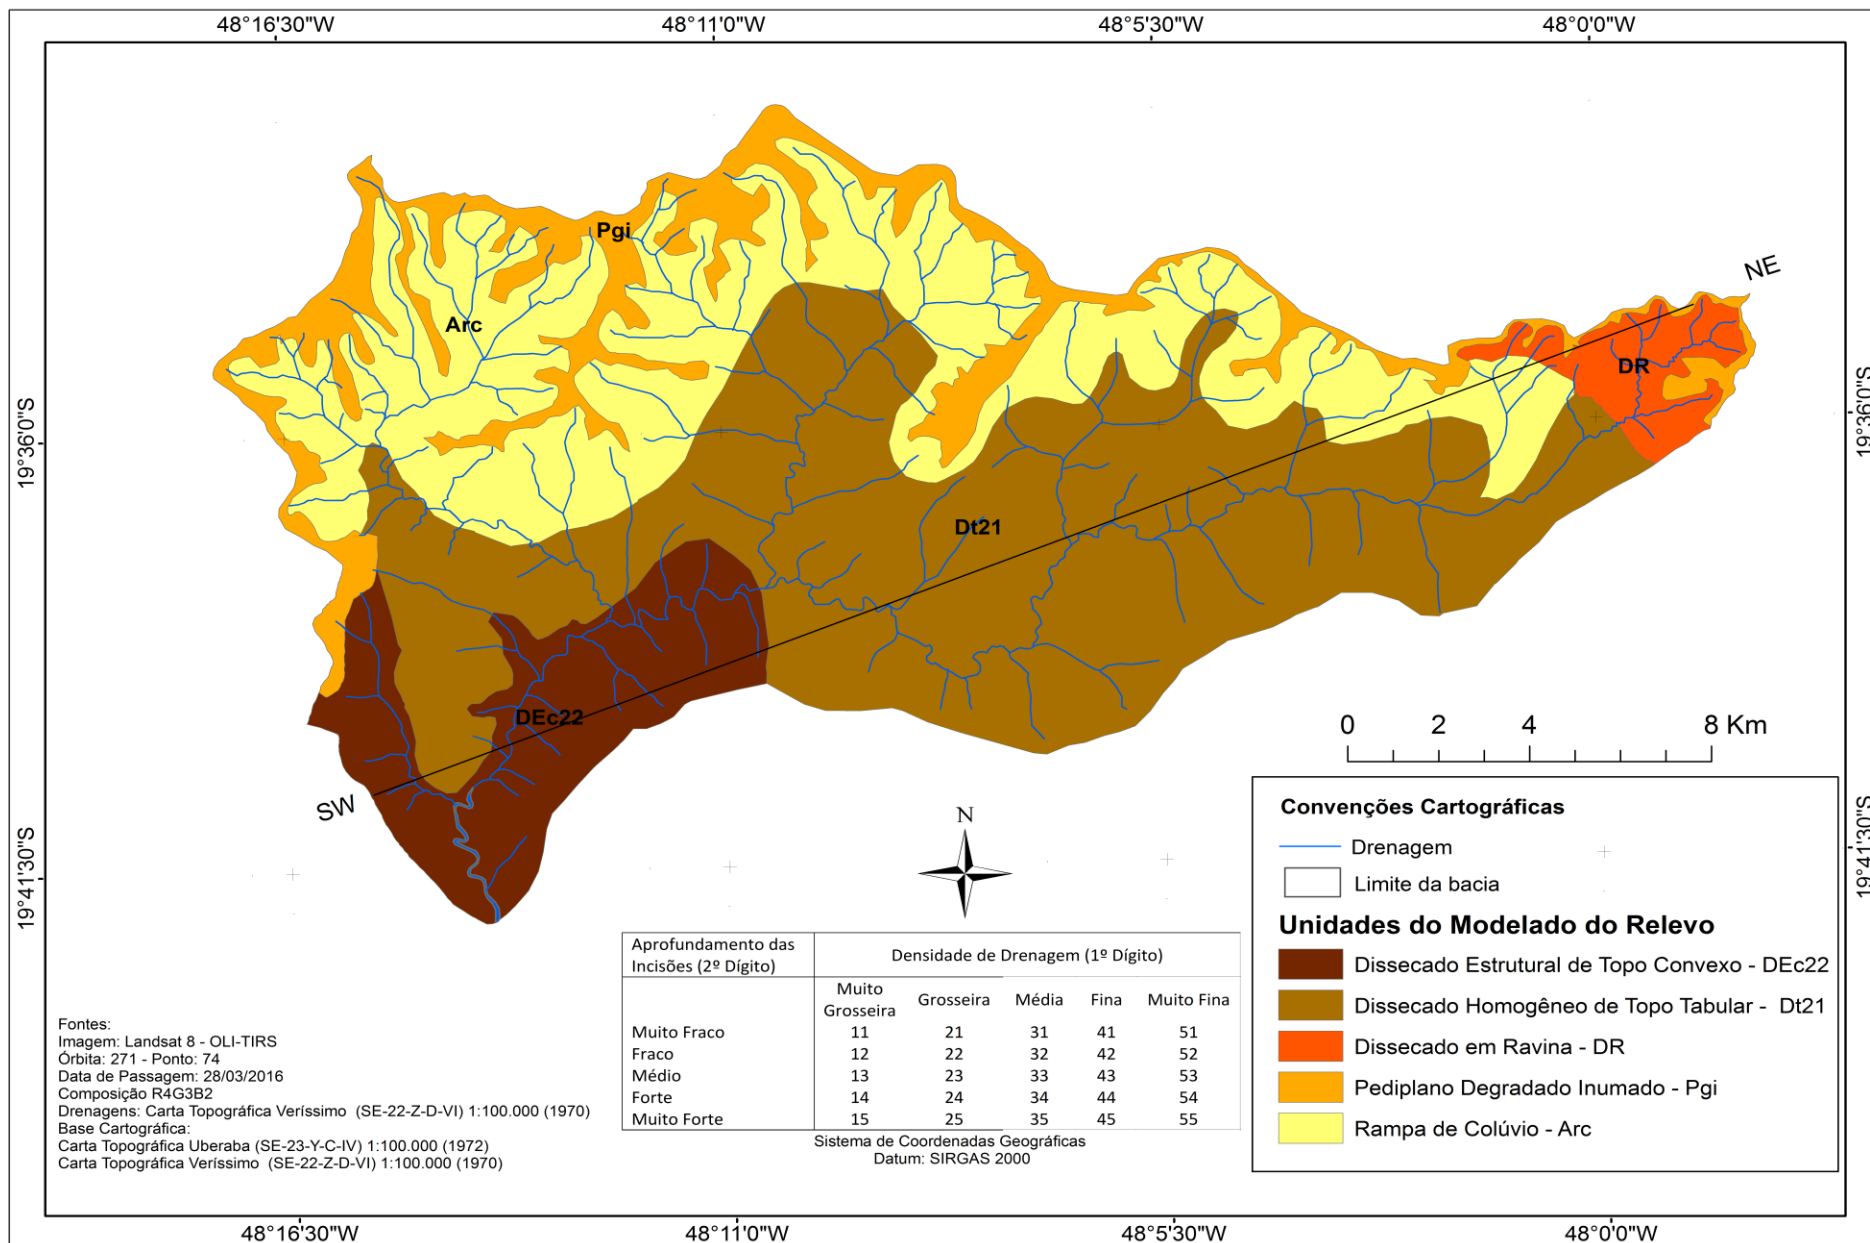 48°16'30"W 48°11'0"W 48°5'30"W 48°0'0"W
19°36'0"S
19°41'30"S
Pgi
Arc
NE
DR
Dt21
DEc22
SW
19°36'0"S
19°41'30"S
0 2 4 8 Km
N
Convenções Cartográficas
Drenagem
Limite da bacia
Unidades do Modelado do Relevo
Dissecado Estrutural de Topo Convexo - DEc22
Dissecado Homogêneo de Topo Tabular - Dt21
Dissecado em Ravina - DR
Pediplano Degradado Inumado - Pgi
Rampa de Colúvio - Arc
Aprofundamento das
Incisões (2º Dígito)
Densidade de Drenagem (1º Dígito)
Muito
Grosseira
Grosseira Média Fina Muito Fina
Muito Fraco 11 21 31 41 51
Fraco 12 22 32 42 52
Médio 13 23 33 43 53
Forte 14 24 34 44 54
Muito Forte 15 25 35 45 55
Sistema de Coordenadas Geográficas
Datum: SIRGAS 2000
Fontes:
Imagem: Landsat 8 - OLI-TIRS
Órbita: 271 - Ponto: 74
Data de Passagem: 28/03/2016
Composição R4G3B2
Drenagens: Carta Topográfica Veríssimo (SE-22-Z-D-VI) 1:100.000 (1970)
Base Cartográfica:
Carta Topográfica Uberaba (SE-23-Y-C-IV) 1:100.000 (1972)
Carta Topográfica Veríssimo (SE-22-Z-D-VI) 1:100.000 (1970)
48°16'30"W 48°11'0"W 48°5'30"W 48°0'0"W